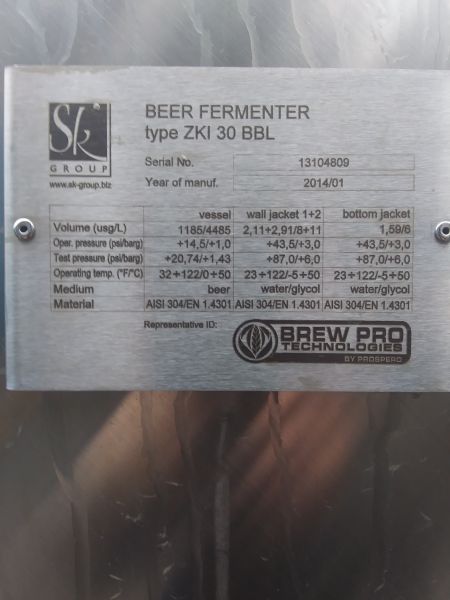 Sk
GROUP
www.sk-group.biz
BEER FERMENTER
type ZKI 30 BBL
Serial No. 13104809
Year of manuf. 2014/01
vessel wall jacket 1+2 bottom jacket
Volume (usg/L) 1185/4485 2,11+2,91/8+11 1,59/6
Oper. pressure (psi/barg) +14,5/+1,0 +43,5/+3,0 +43,5/+3,0
Test pressure (psi/barg) +20,74/+1,43 +87,0/+6,0 +87,0/+6,0
Operating temp. (°F/°C) 32÷122/0÷50 23÷122/-5÷50 23÷122/-5÷50
Medium beer water/glycol water/glycol
Material AISI 304/EN 1.4301 AISI 304/EN 1.4301 AISI 304/EN 1.4301
Representative ID: BREW PRO
TECHNOLOGIES
BY PROSPERO